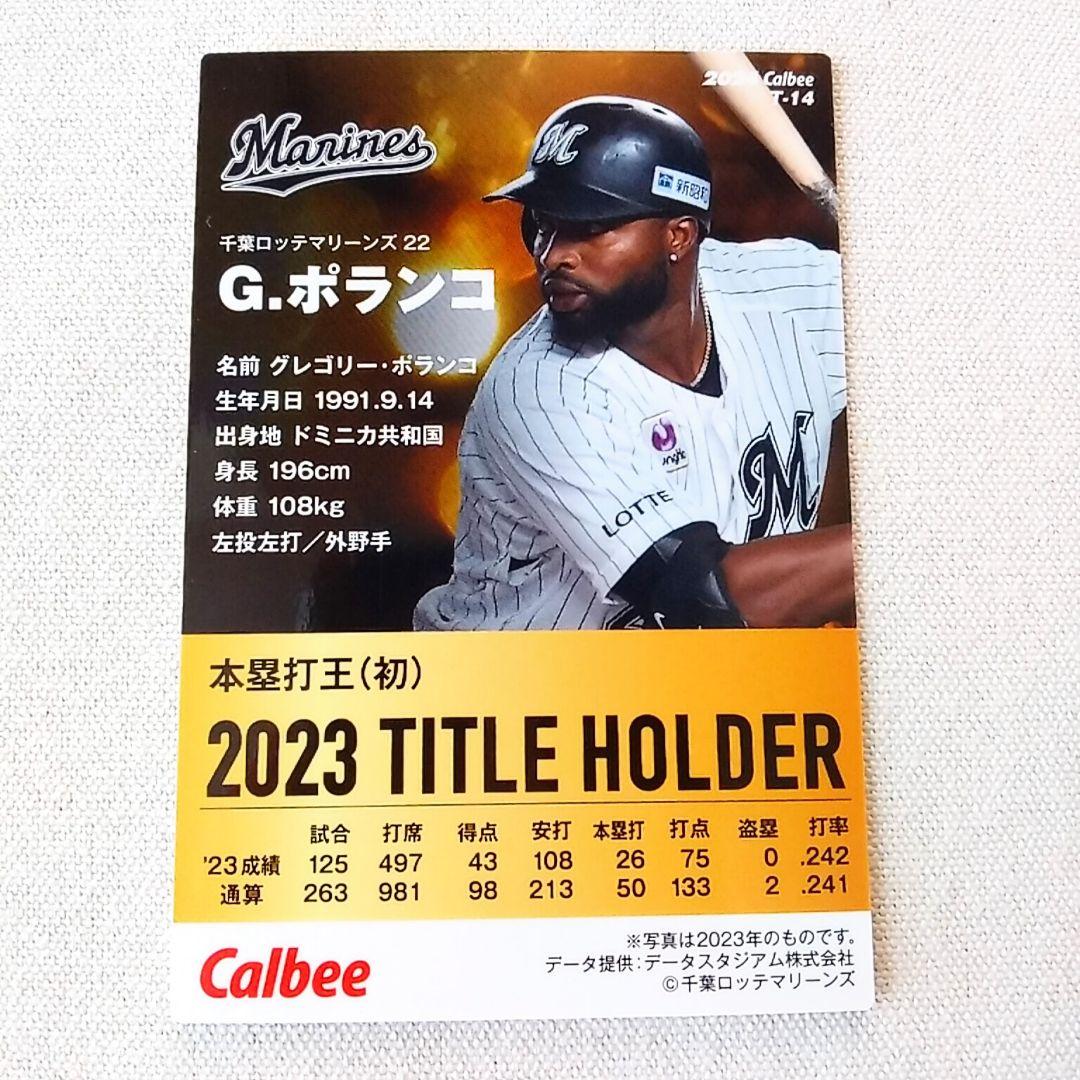 2024 Calbee
T-14
Marines
M
新昭和
千葉ロッテマリーンズ 22
G.ポランコ
名前 グレゴリー・ポランコ
生年月日 1991.9.14
出身地 ドミニカ共和国
身長 196cm
体重 108kg
左投左打／外野手
LOTTE
M
本塁打王(初)
2023 TITLE HOLDER
試合 打席 得点 安打 本塁打 打点 盗塁 打率
'23成績 125 497 43 108 26 75 0 .242
通算 263 981 98 213 50 133 2 .241
Calbee
※写真は2023年のものです。
データ提供：データスタジアム株式会社
©千葉ロッテマリーンズ